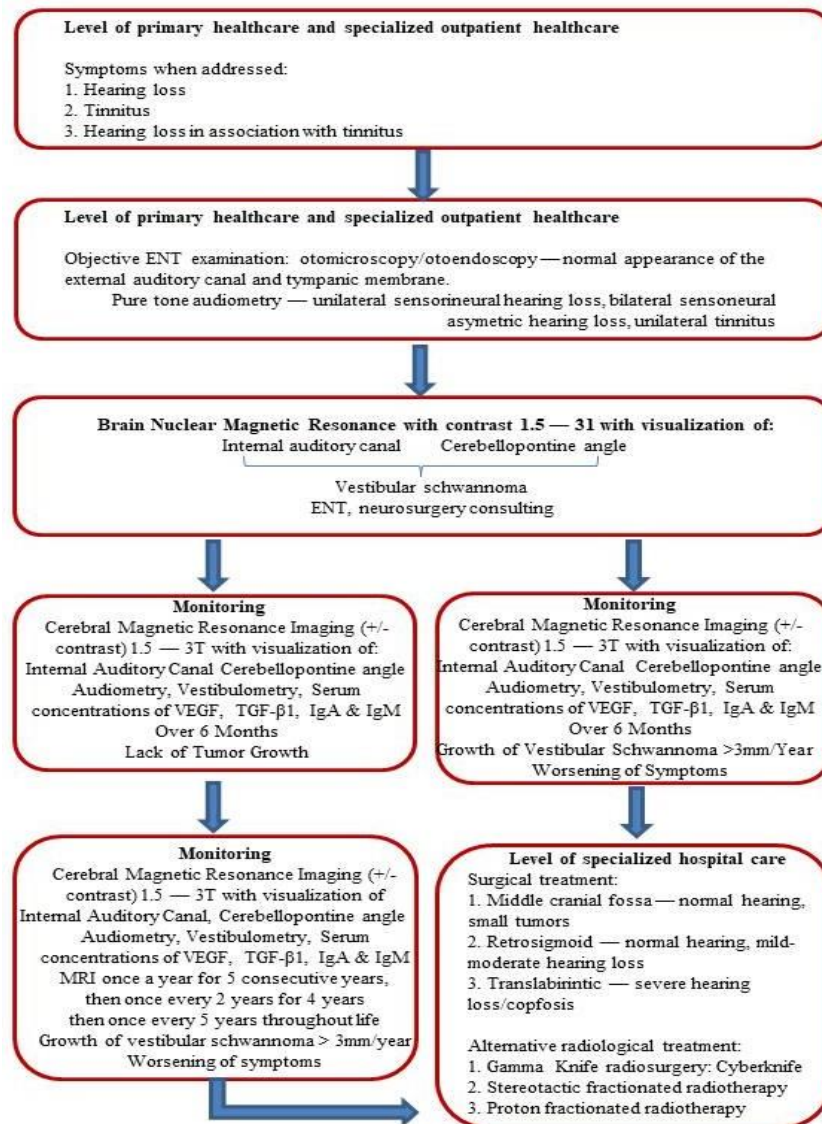 Level of primary healthcare and specialized outpatient healthcare
Symptoms when addressed:
1. Hearing loss
2. Tinnitus
3. Hearing loss in association with tinnitus
Level of primary healthcare and specialized outpatient healthcare
Objective ENT examination: otomicroscopy/otoendoscopy — normal appearance of the
external auditory canal and tympanic membrane.
Pure tone audiometry — unilateral sensorineural hearing loss, bilateral sensoneural
asymetric hearing loss, unilateral tinnitus
Brain Nuclear Magnetic Resonance with contrast 1.5 — 31 with visualization of:
Internal auditory canal Cerebellopontine angle
Vestibular schwannoma
ENT, neurosurgery consulting
Monitoring
Cerebral Magnetic Resonance Imaging (+/-
contrast) 1.5 — 3T with visualization of:
Internal Auditory Canal Cerebellopontine angle
Audiometry, Vestibulometry, Serum
concentrations of VEGF, TGF-β1, IgA & IgM
Over 6 Months
Lack of Tumor Growth
Monitoring
Cerebral Magnetic Resonance Imaging (+/-
contrast) 1.5 — 3T with visualization of:
Internal Auditory Canal Cerebellopontine angle
Audiometry, Vestibulometry, Serum
concentrations of VEGF, TGF-β1, IgA & IgM
Over 6 Months
Growth of Vestibular Schwannoma >3mm/Year
Worsening of Symptoms
Monitoring
Cerebral Magnetic Resonance Imaging (+/-
contrast) 1.5 — 3T with visualization of
Internal Auditory Canal, Cerebellopontine angle
Audiometry, Vestibulometry, Serum
concentrations of VEGF, TGF-β1, IgA & IgM
MRI once a year for 5 consecutive years,
then once every 2 years for 4 years
then once every 5 years throughout life
Growth of vestibular schwannoma > 3mm/year
Worsening of symptoms
Level of specialized hospital care
Surgical treatment:
1. Middle cranial fossa — normal hearing,
small tumors
2. Retrosigmoid — normal hearing, mild-
moderate hearing loss
3. Translabirintic — severe hearing
loss/copfosis
Alternative radiological treatment:
1. Gamma Knife radiosurgery: Cyberknife
2. Stereotactic fractionated radiotherapy
3. Proton fractionated radiotherapy